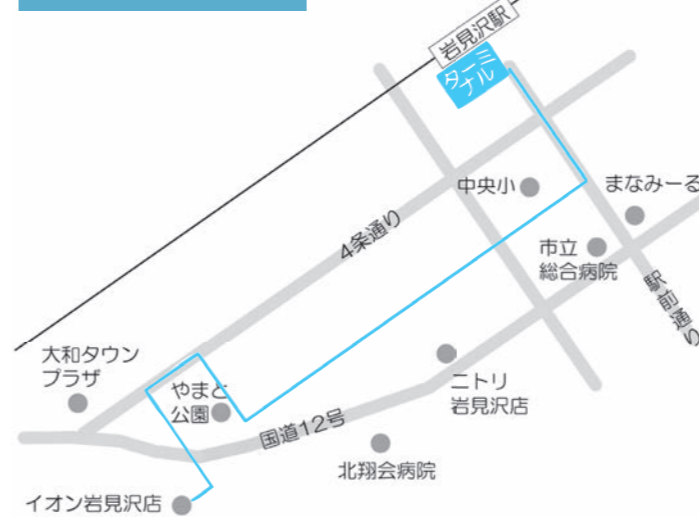 岩見沢駅
ターミ
ナル
中央小
まなみーる
4条通り
市立
総合病院
駅前通り
大和タウン
プラザ
やまと
公園
ニトリ
岩見沢店
国道12号
北翔会病院
イオン岩見沢店